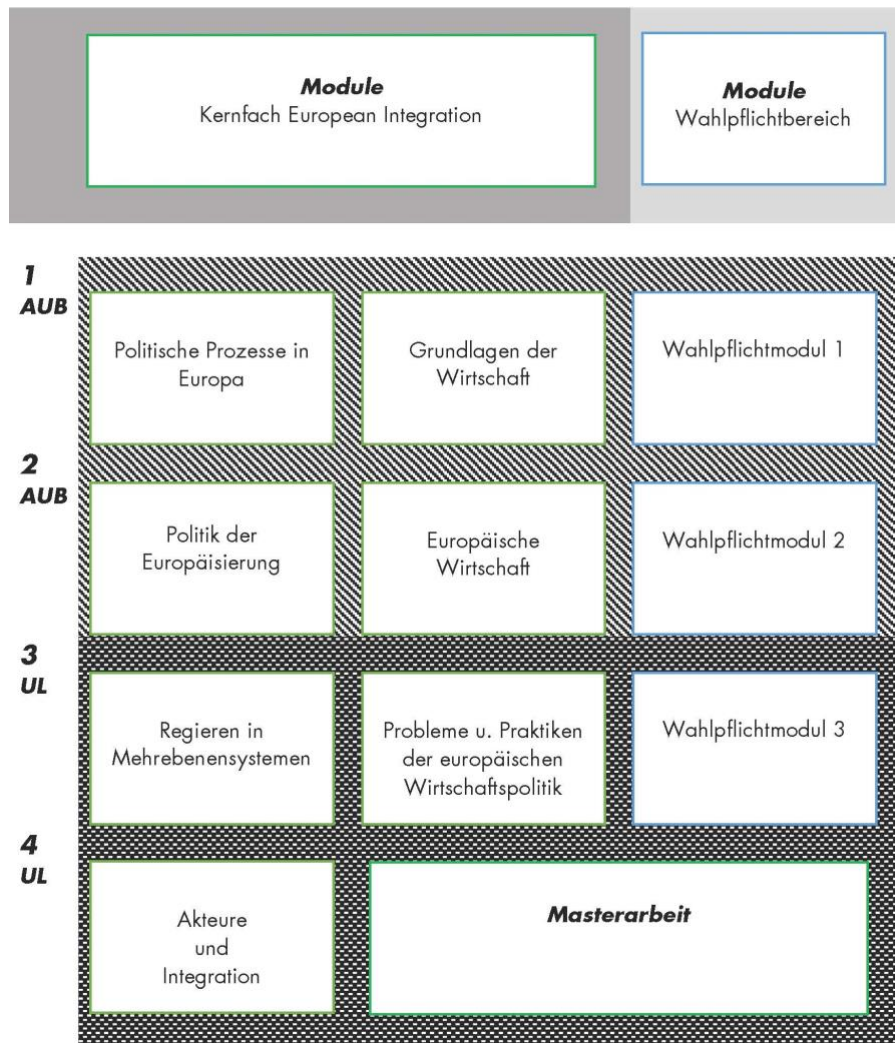 Module
Kernfach European Integration
Module
Wahlpflichtbereich
1
AUB
Politische Prozesse in
Europa
Grundlagen der
Wirtschaft
Wahlpflichtmodul 1
2
AUB
Politik der
Europäisierung
Europäische
Wirtschaft
Wahlpflichtmodul 2
3
UL
Regieren in
Mehrebenensystemen
Probleme u. Praktiken
der europäischen
Wirtschaftspolitik
Wahlpflichtmodul 3
4
UL
Akteure
und
Integration
Masterarbeit